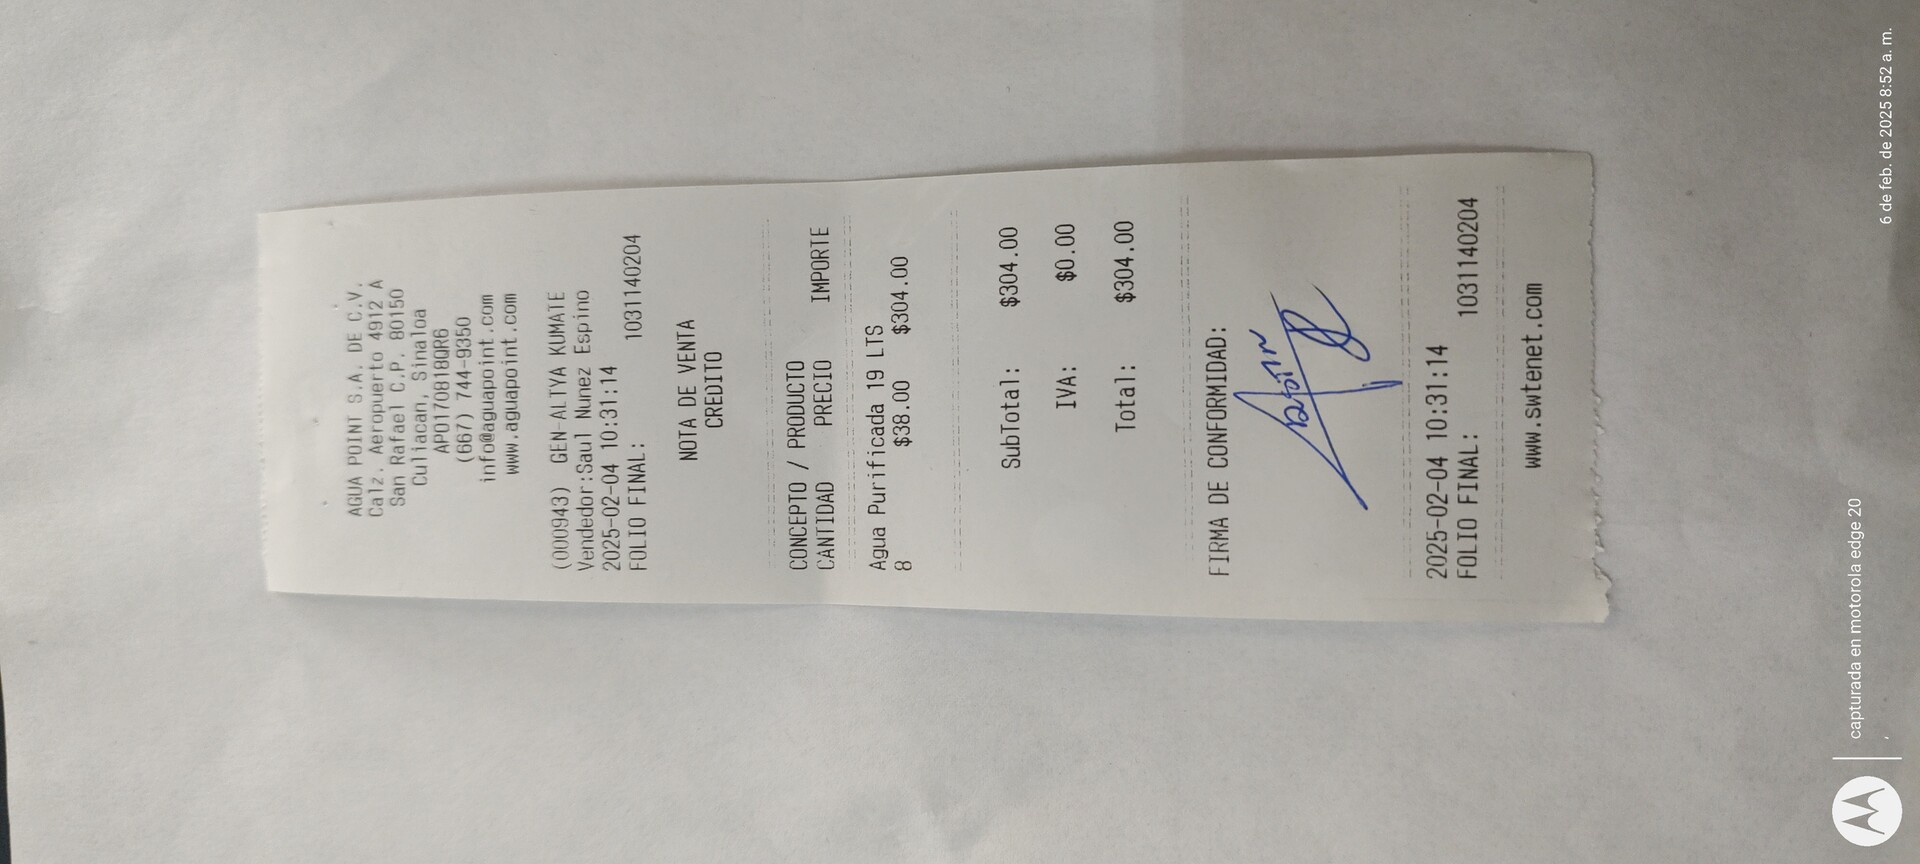 AGUA POINT S.A. DE C.V.
Calz. Aeropuerto 4912 A
San Rafael C.P. 80150
Culiacan, Sinaloa
APO170818QR6
(667) 744-9350
info@aguapoint.com
www.aguapoint.com
(000943) GEN-ALTYA KUMATE
Vendedor:Saul Nunez Espino
2025-02-04 10:31:14
FOLIO FINAL: 1031140204
NOTA DE VENTA
CREDITO
CONCEPTO / PRODUCTO
CANTIDAD PRECIO IMPORTE
Agua Purificada 19 LTS
8 $38.00 $304.00
SubTotal: $304.00
IVA: $0.00
Total: $304.00
FIRMA DE CONFORMIDAD:
2025-02-04 10:31:14
FOLIO FINAL: 1031140204
www.swtenet.com
capturada en motorola edge 20
6 de feb. de 2025 8:52 a. m.